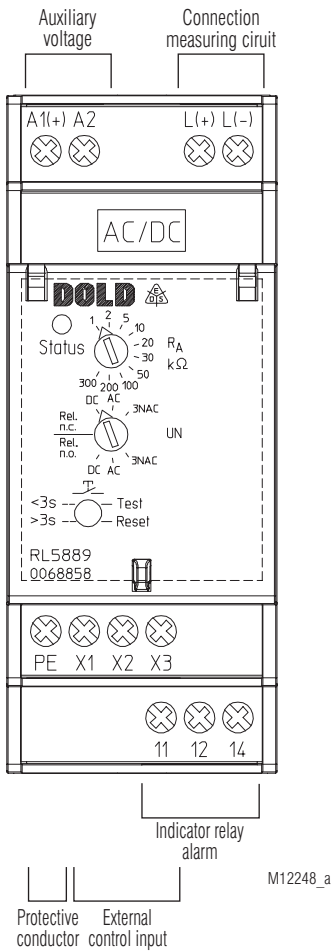 Auxiliary
voltage
Connection
measuring ciruit
A1(+) A2
L(+) L(-)
AC/DC
DOLD
E
D S
Status
1 2 5 10 20 30 50 100 200 300
RA
kΩ
DC AC 3NAC
Rel.
n.c.
Rel.
n.o.
UN
DC AC 3NAC
<3s
>3s
Test
Reset
RL5889
0068858
PE X1 X2 X3
11 12 14
Indicator relay
alarm
M12248_a
Protective
conductor
External
control input